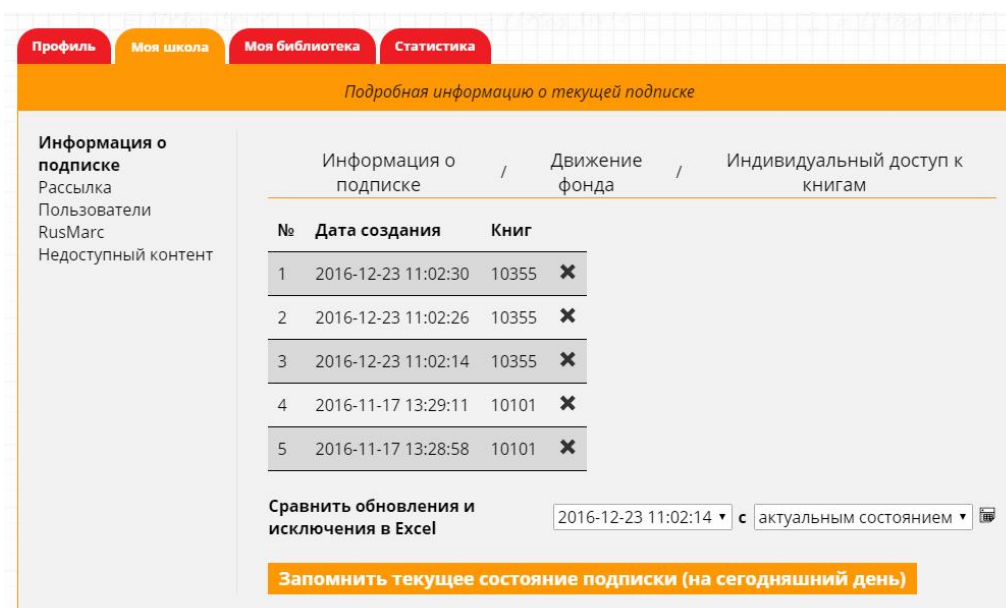 Профиль Моя школа Моя библиотека Статистика
Подробная информацию о текущей подписке
Информация о
подписке
Рассылка
Пользователи
RusMarc
Недоступный контент
Информация о
подписке
/
Движение
фонда
/
Индивидуальный доступ к
книгам
№ Дата создания Книг
1 2016-12-23 11:02:30 10355 ✖
2 2016-12-23 11:02:26 10355 ✖
3 2016-12-23 11:02:14 10355 ✖
4 2016-11-17 13:29:11 10101 ✖
5 2016-11-17 13:28:58 10101 ✖
Сравнить обновления и
исключения в Excel
2016-12-23 11:02:14 с актуальным состоянием
Запомнить текущее состояние подписки (на сегодняшний день)